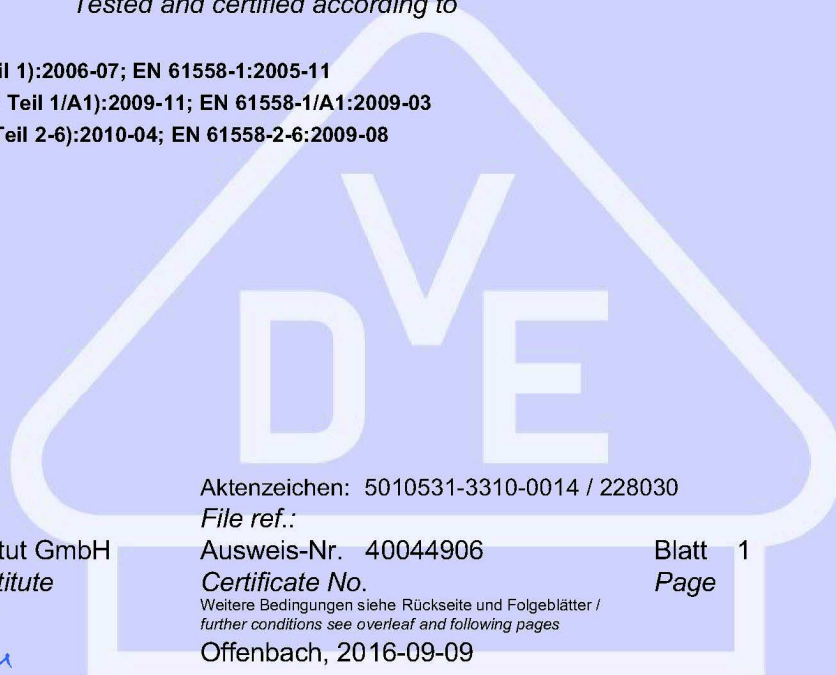 Tested and certified according to
il 1):2006-07; EN 61558-1:2005-11
Teil 1/A1):2009-11; EN 61558-1/A1:2009-03
Teil 2-6):2010-04; EN 61558-2-6:2009-08
VDE
Aktenzeichen: 5010531-3310-0014 / 228030
File ref.:
tut GmbH Ausweis-Nr. 40044906 Blatt 1
titute Certificate No. Page
Weitere Bedingungen siehe Rückseite und Folgeblätter /
further conditions see overleaf and following pages
Offenbach, 2016-09-09